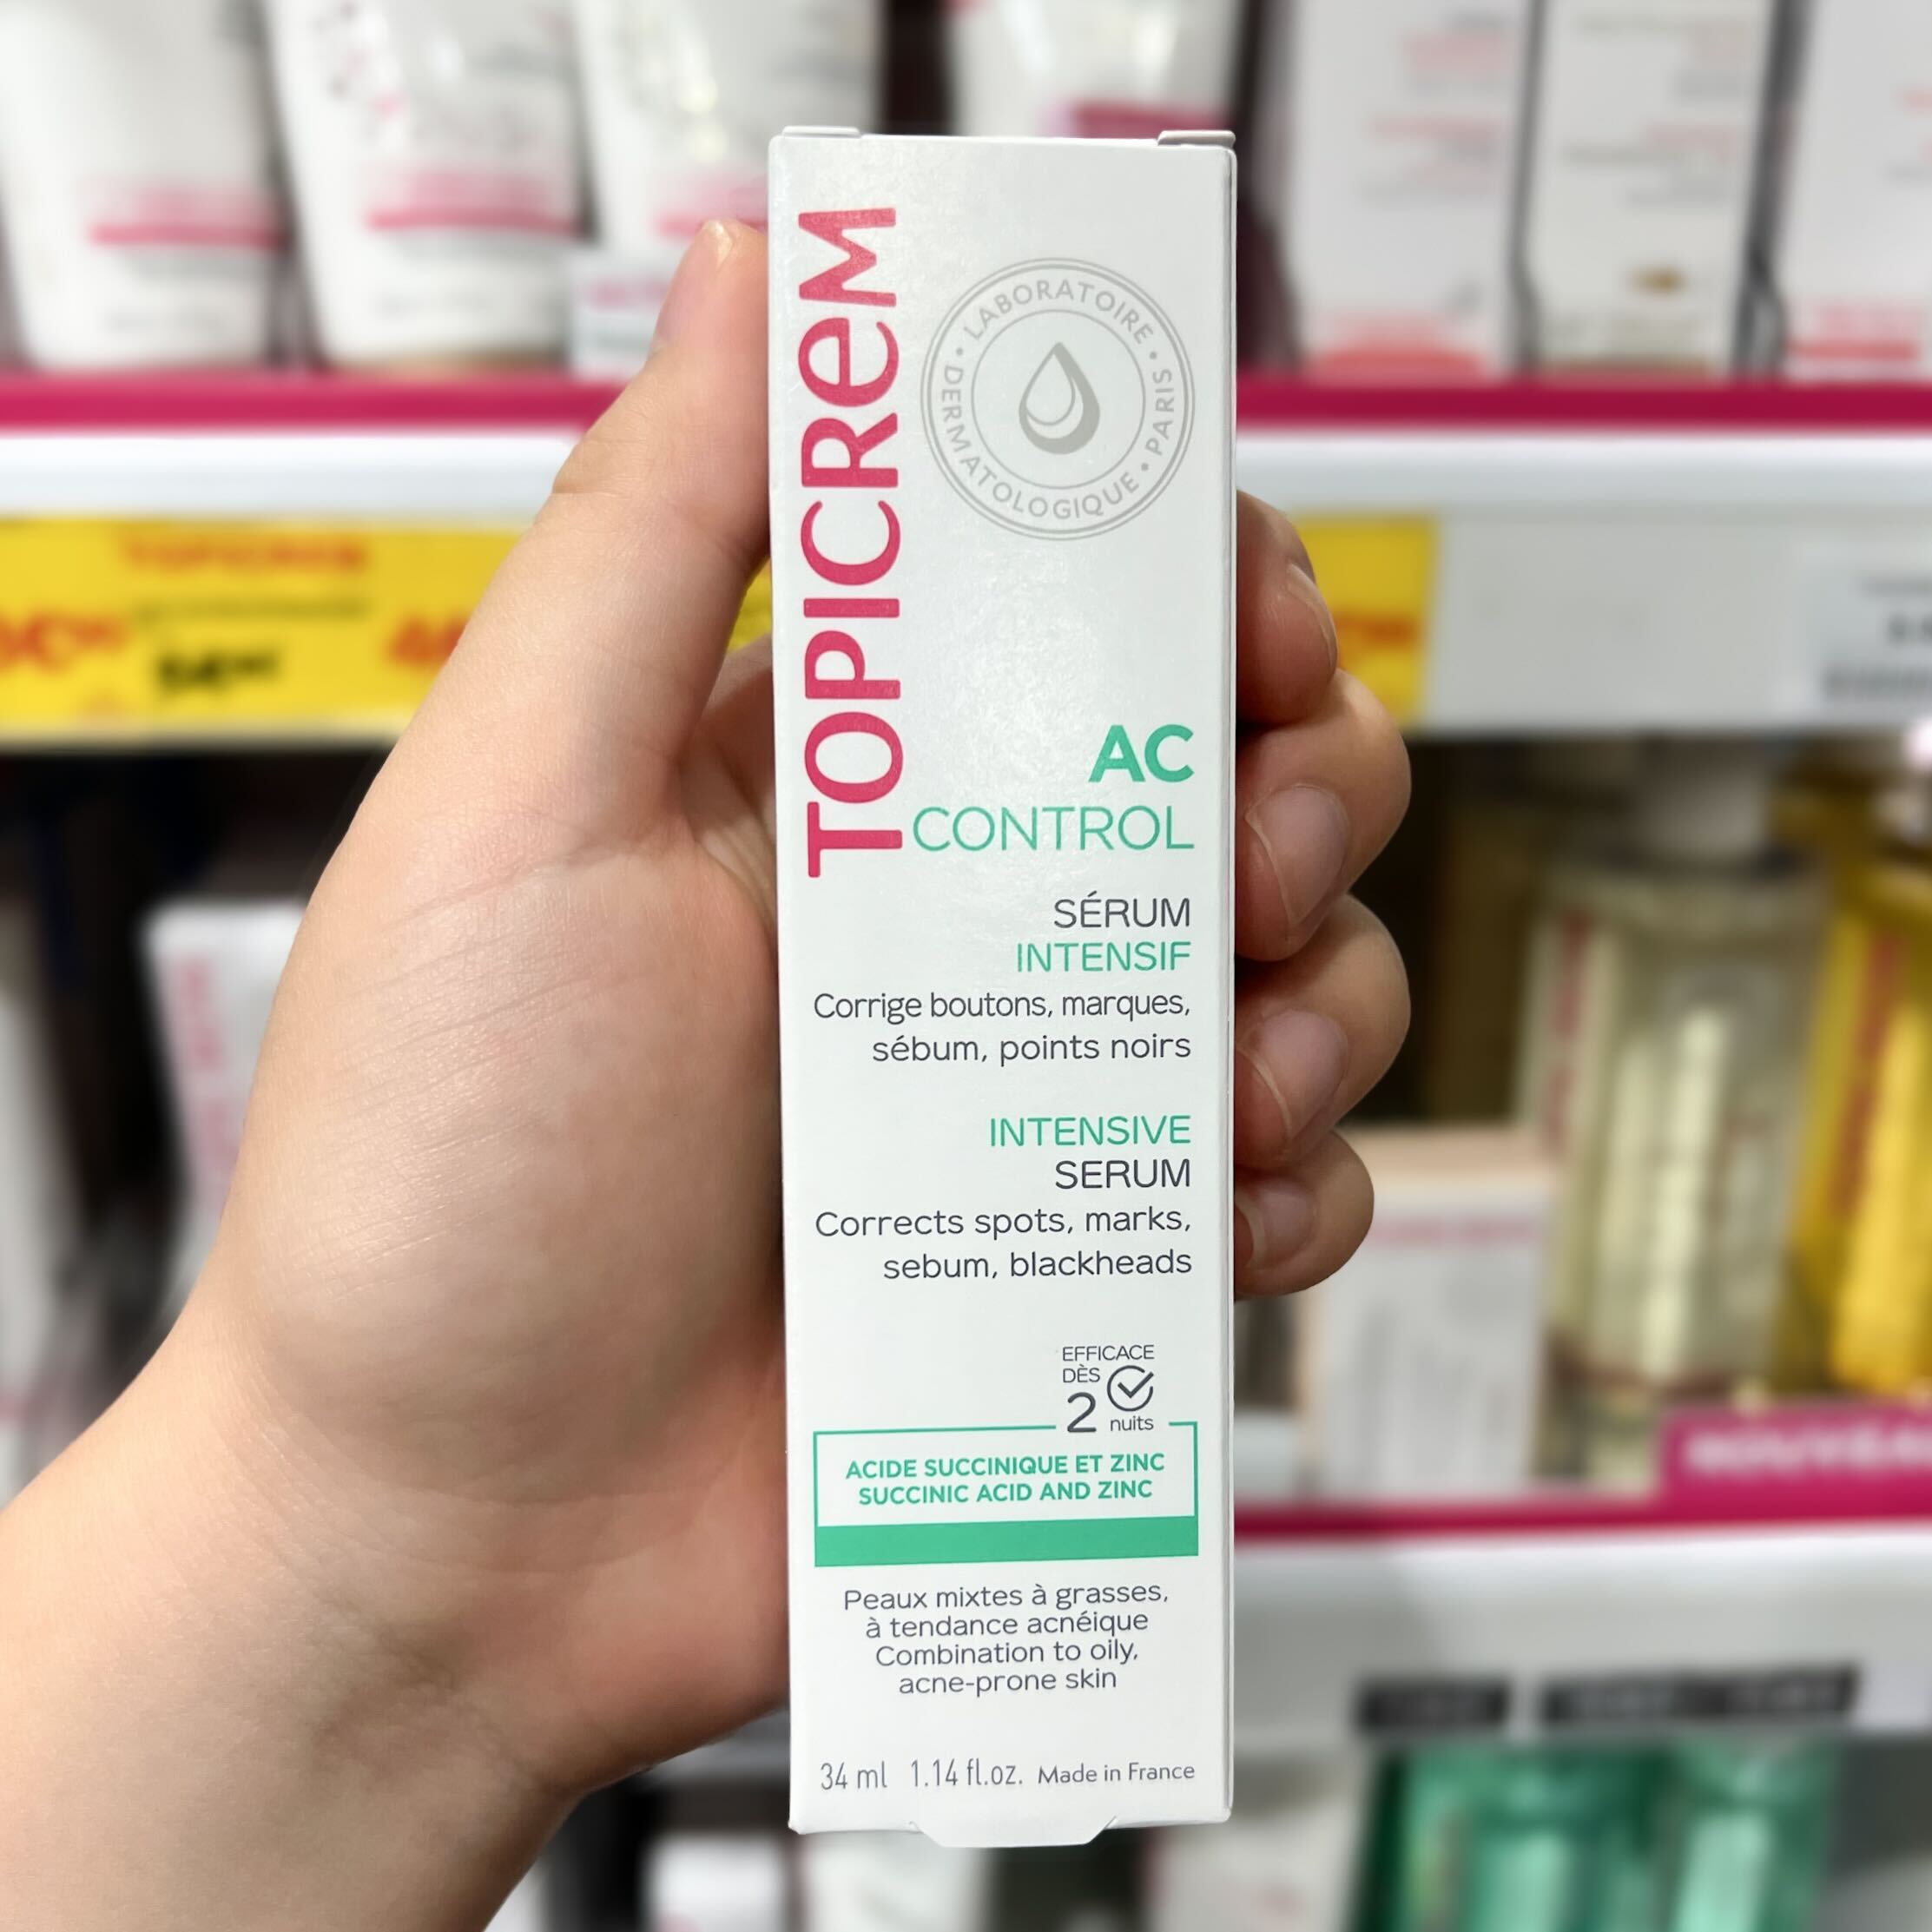 TOPICREM
LABORATOIRE • PARIS • DERMATOLOGIQUE •
AC
CONTROL
SÉRUM
INTENSIF
Corrige boutons, marques,
sébum, points noirs
INTENSIVE
SERUM
Corrects spots, marks,
sebum, blackheads
EFFICACE
DÈS
2 nuits
ACIDE SUCCINIQUE ET ZINC
SUCCINIC ACID AND ZINC
Peaux mixtes à grasses,
à tendance acnéique
Combination to oily,
acne-prone skin
34 ml 1.14 fl.oz. Made in France
TOPICREM